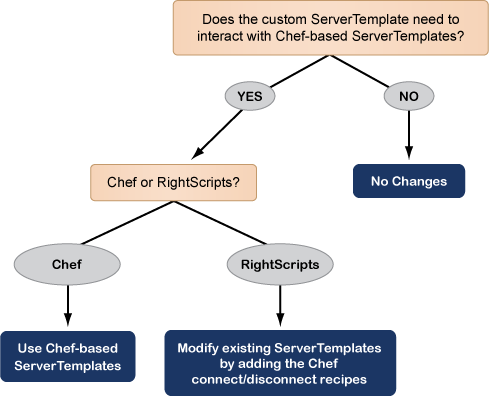 Does the custom ServerTemplate need to
interact with Chef-based ServerTemplates?
YES
NO
Chef or RightScripts?
No Changes
Chef
RightScripts
Use Chef-based
ServerTemplates
Modify existing ServerTemplates
by adding the Chef
connect/disconnect recipes